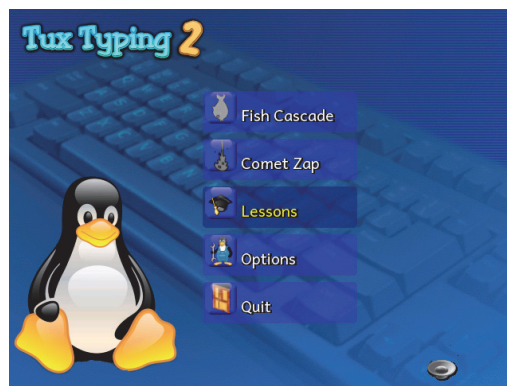 Tux Typing 2
Fish Cascade
Comet Zap
Lessons
Options
Quit